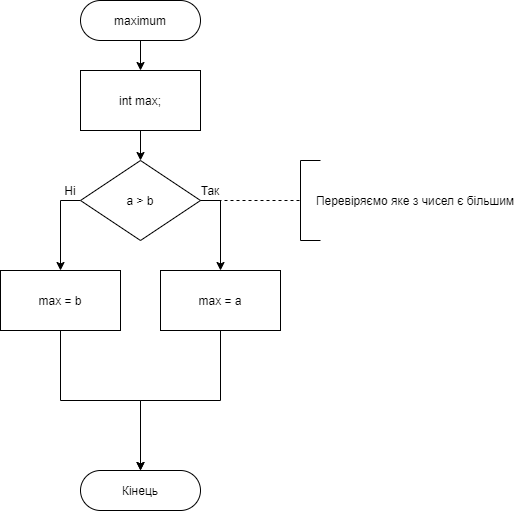 maximum
int max;
a > b
Ні
Так
Перевіряємо яке з чисел є більшим
max = b
max = a
Кінець